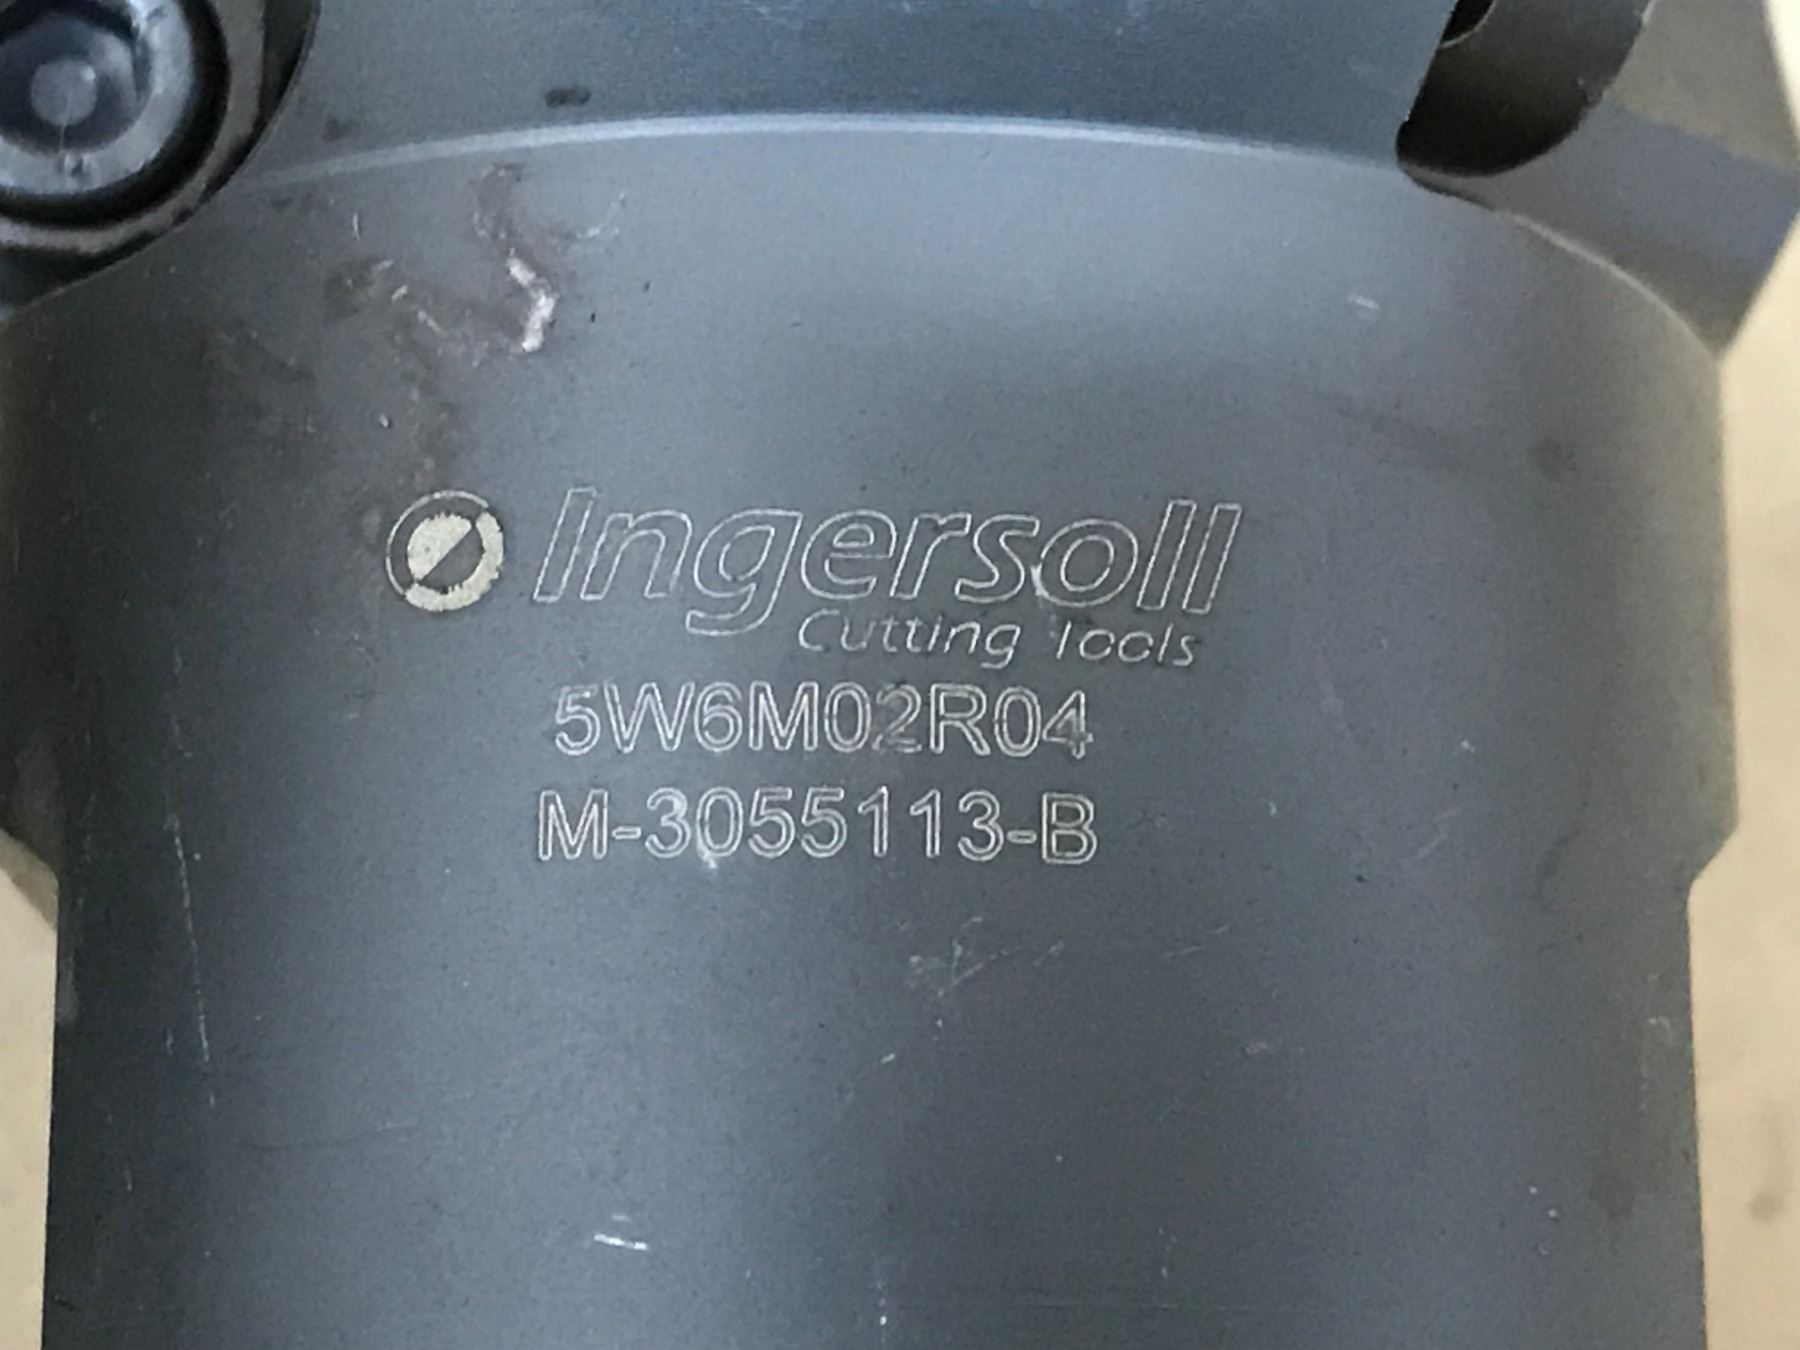 Ingersoll
Cutting Tools
5W6M02R04
M-3055113-B